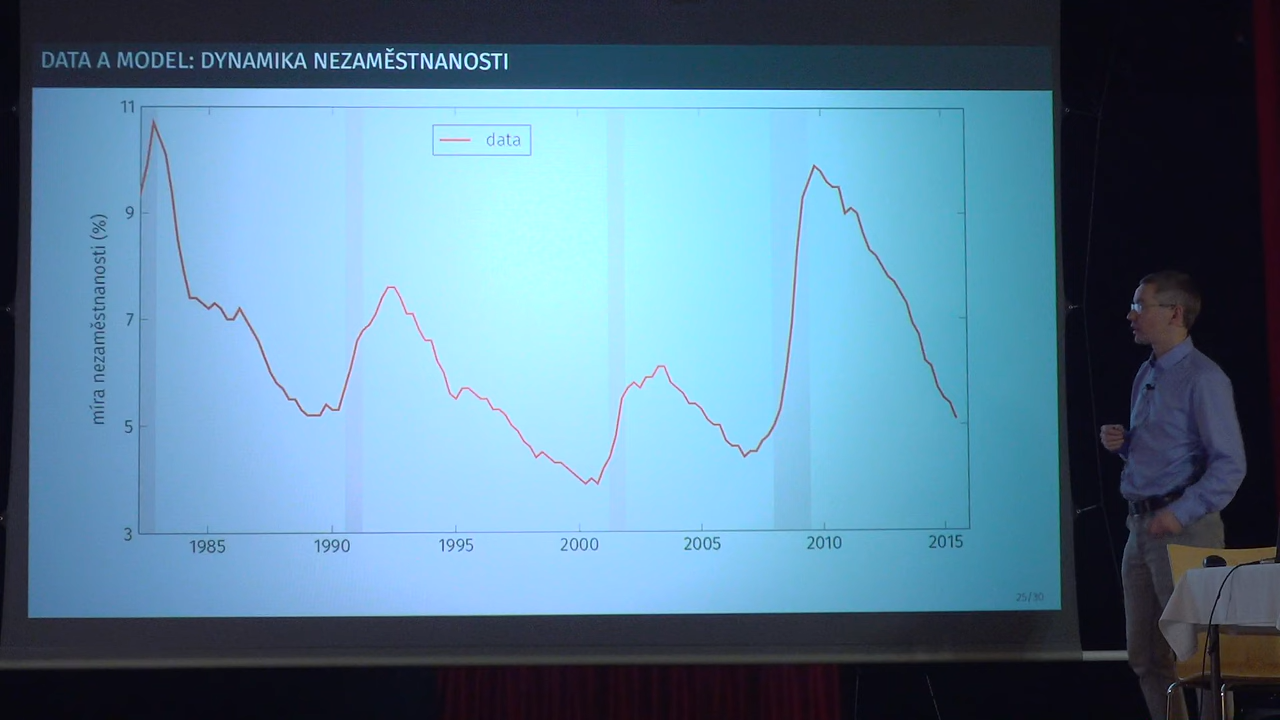 DATA A MODEL: DYNAMIKA NEZAMĚSTNANOSTI
11
data
9
7
5
3
míra nezaměstnanosti (%)
1985 1990 1995 2000 2005 2010 2015
25/30